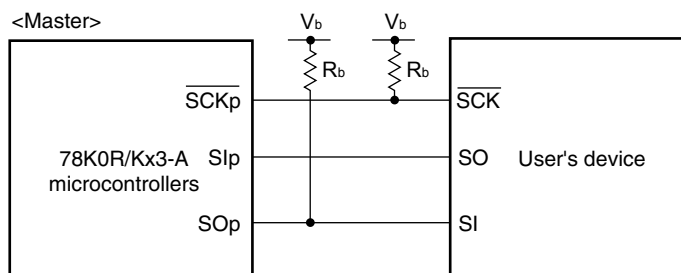 <Master>
Vb Vb
Rb Rb
SCKp SCK
78K0R/Kx3-A
microcontrollers
SIp SO User's device
SOp SI